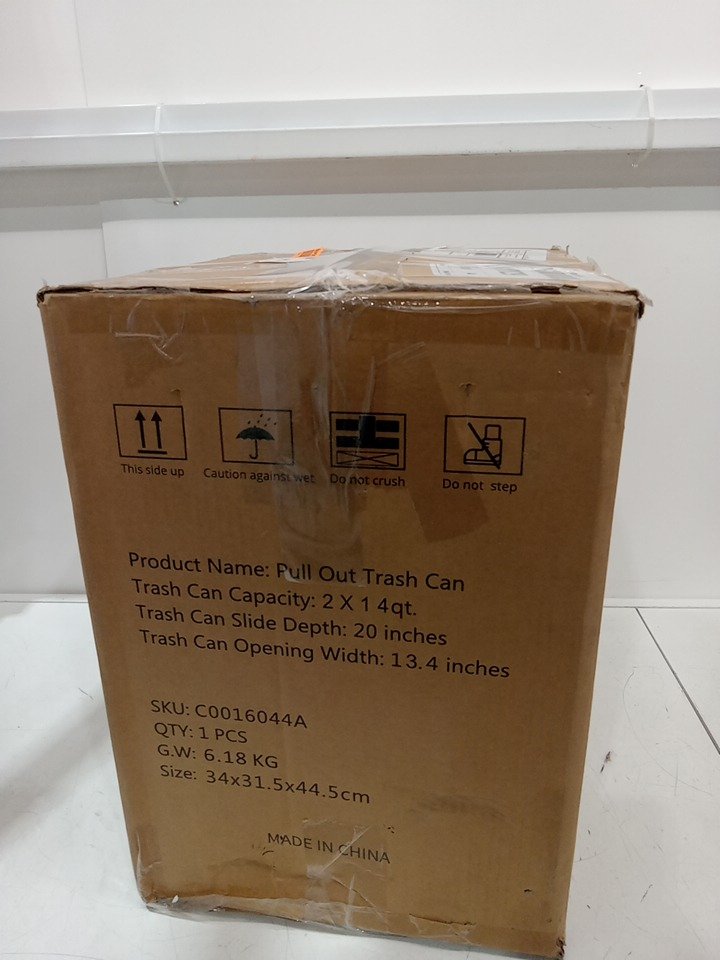 This side up
Caution against wet
Do not crush
Do not step
Product Name: Pull Out Trash Can
Trash Can Capacity: 2 X 1 4qt.
Trash Can Slide Depth: 20 inches
Trash Can Opening Width: 13.4 inches
SKU: C0016044A
QTY: 1 PCS
G.W: 6.18 KG
Size: 34x31.5x44.5cm
MADE IN CHINA